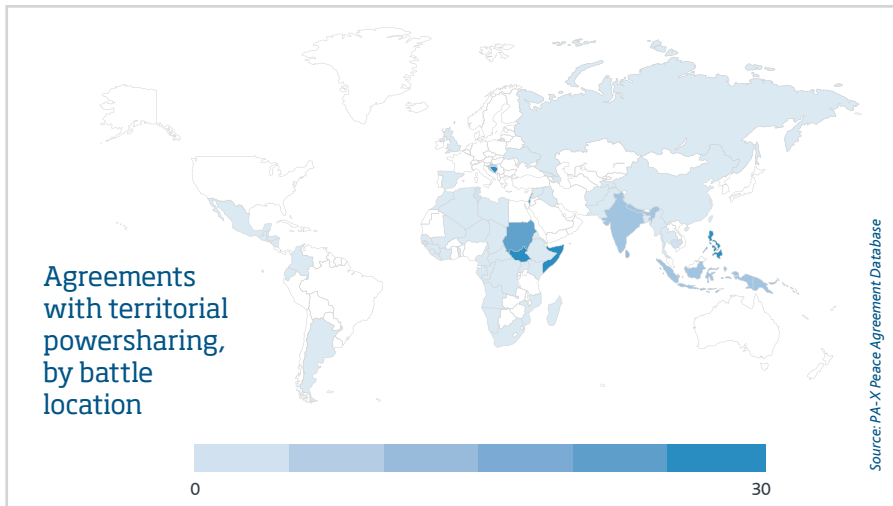 Agreements
with territorial
powersharing,
by battle
location
0
30
Source: PA-X Peace Agreement Database